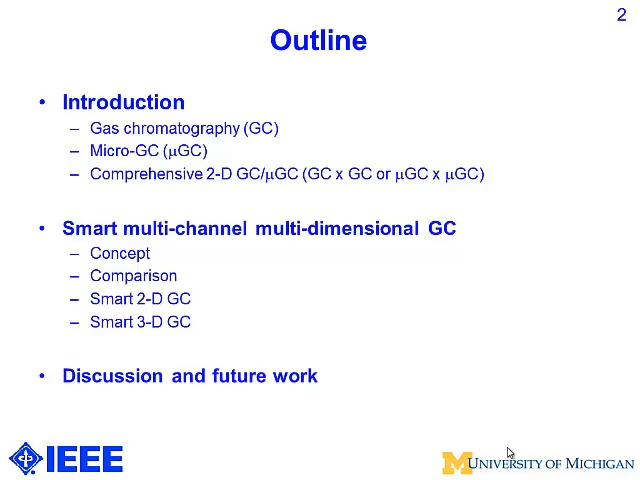 2
Outline
• Introduction
– Gas chromatography (GC)
– Micro-GC (μGC)
– Comprehensive 2-D GC/μGC (GC x GC or μGC x μGC)
• Smart multi-channel multi-dimensional GC
– Concept
– Comparison
– Smart 2-D GC
– Smart 3-D GC
• Discussion and future work
IEEE
M UNIVERSITY OF MICHIGAN